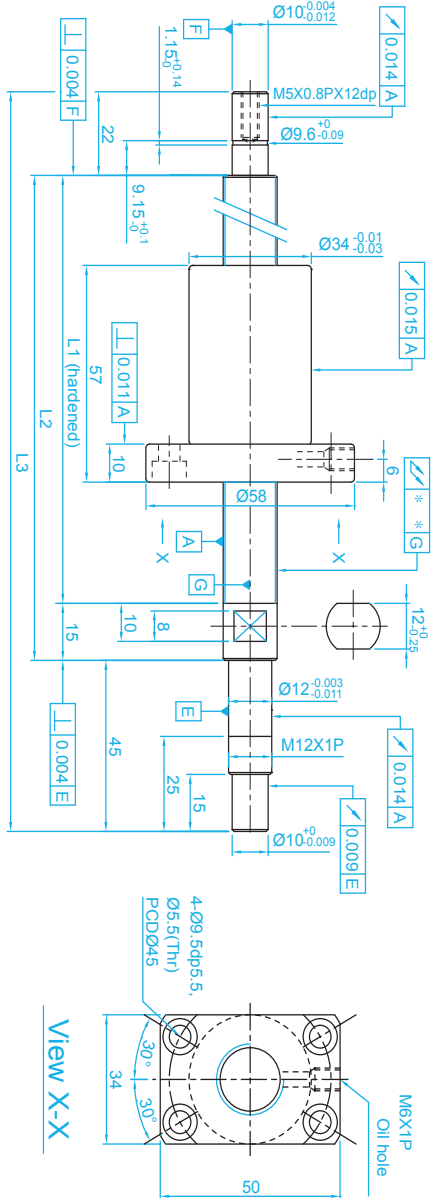 Ø10 -0.004 -0.012
F
1.15 +0.14 -0
0.014 A
M5X0.8PX12dp
Ø9.6 +0 -0.09
0.004 F
22
9.15 +0.1 -0
Ø34 -0.01 -0.03
0.015 A
L1 (hardened)
57
L2
L3
0.011 A
10
6
* * G
Ø58
X
X
A
G
10
8
15
12 +0 -0.25
Ø12 -0.003 -0.011
E
M12X1P
0.014 A
0.004 E
45
25
15
0.009 E
Ø10 +0 -0.009
4-Ø9.5dp5.5,
Ø5.5(Thr)
PCDØ45
M6X1P
Oil hole
30°
30°
34
50
View X-X